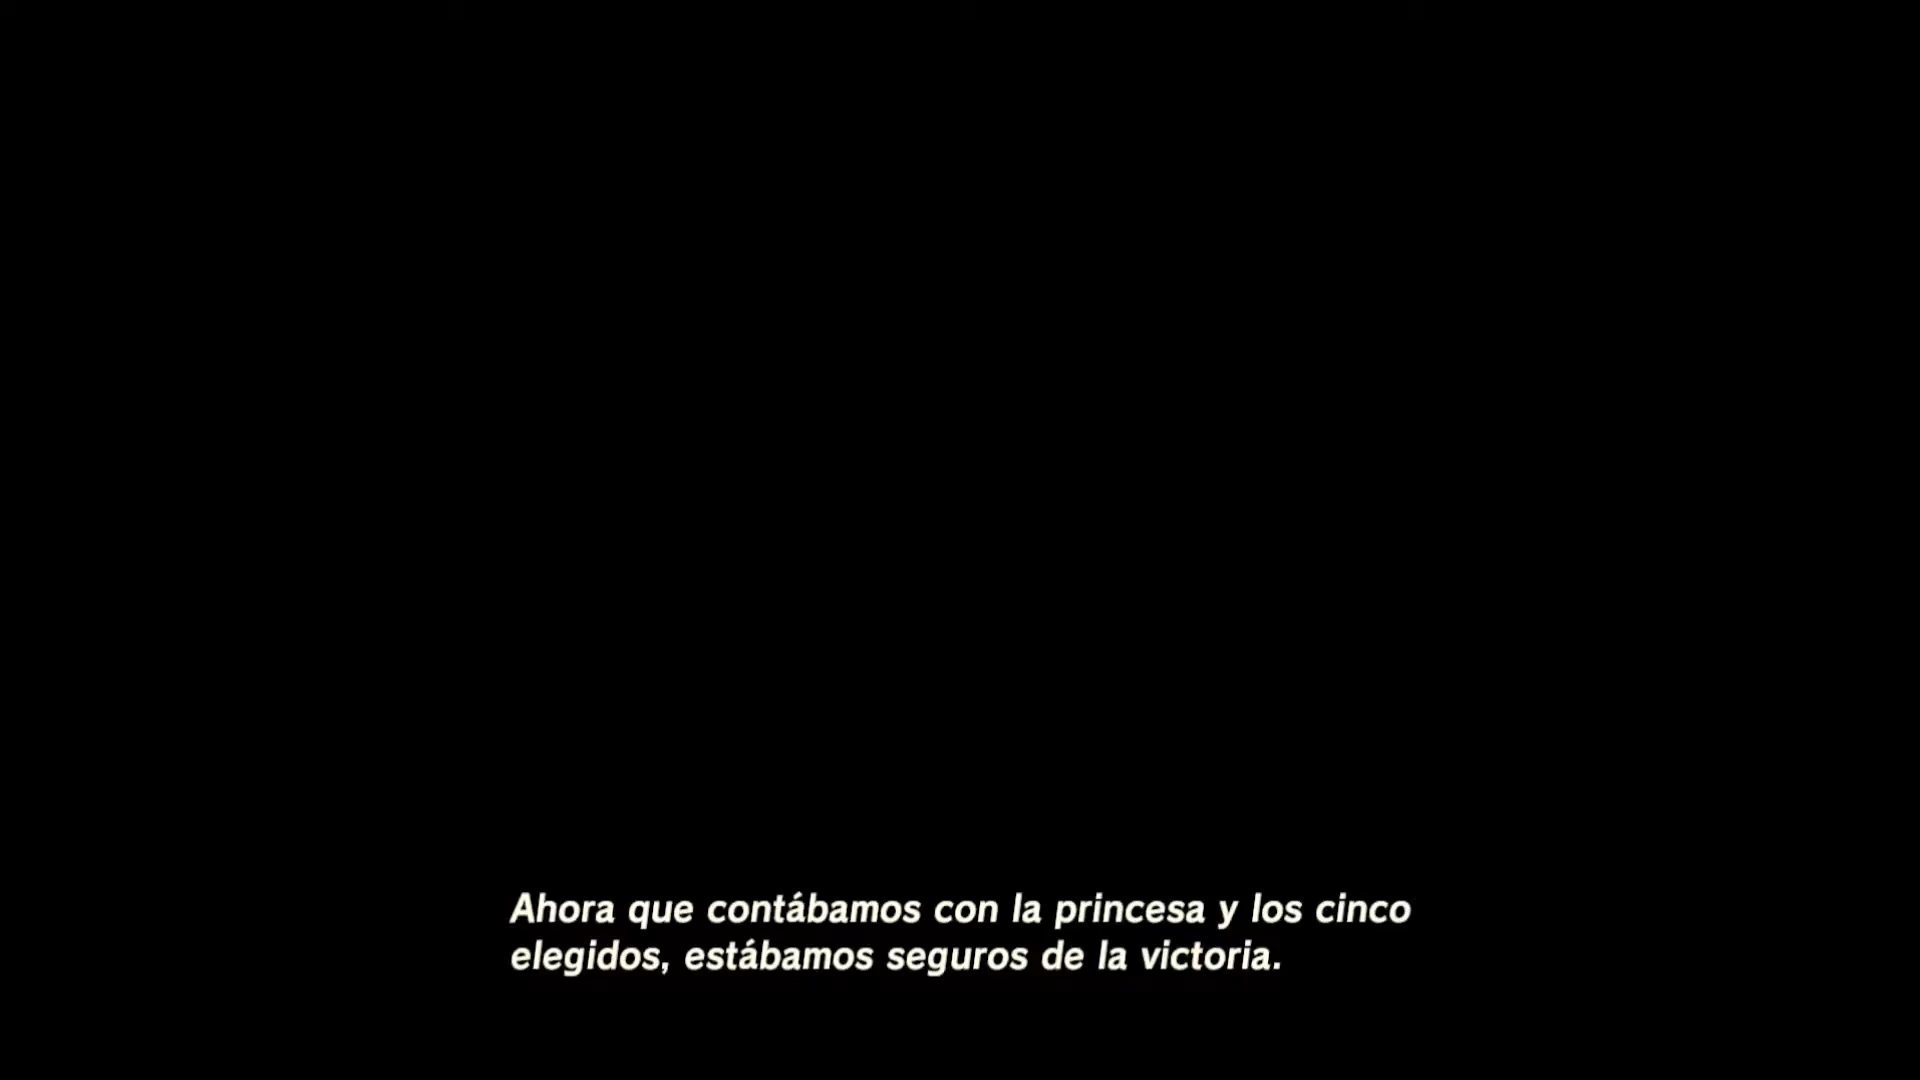 Ahora que contábamos con la princesa y los cinco
elegidos, estábamos seguros de la victoria.